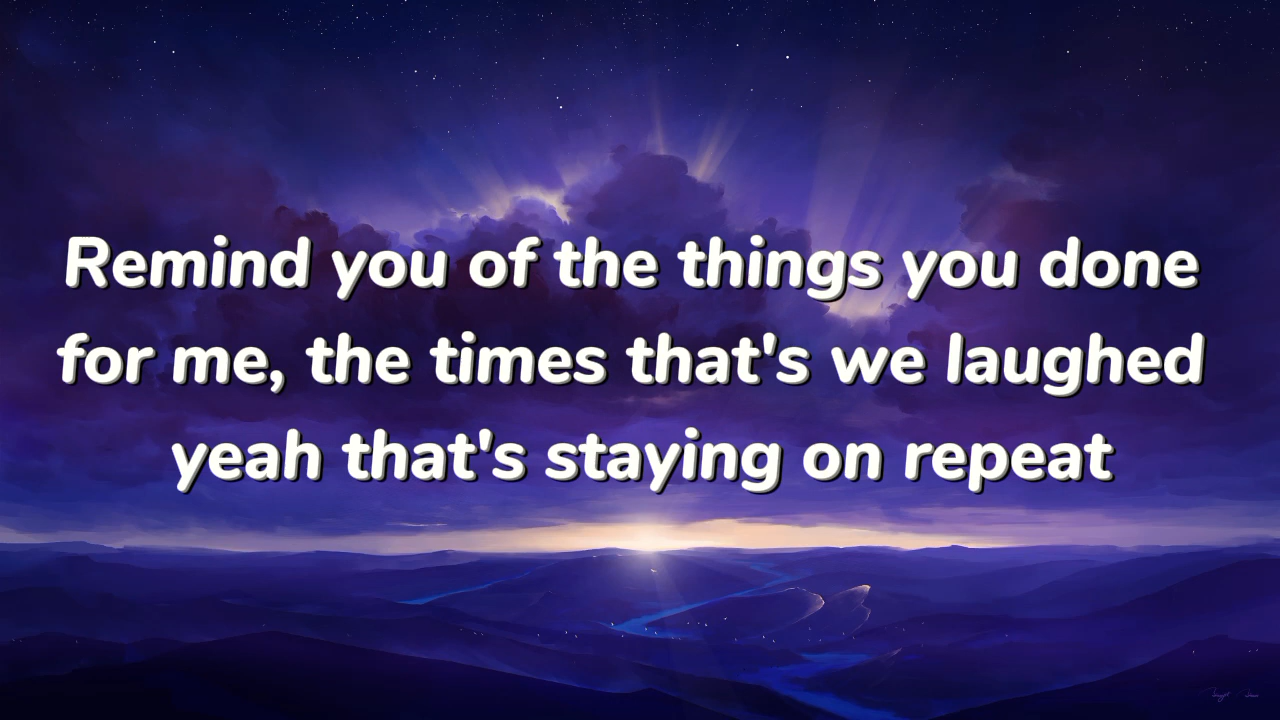 Remind you of the things you done
for me, the times that's we laughed
yeah that's staying on repeat